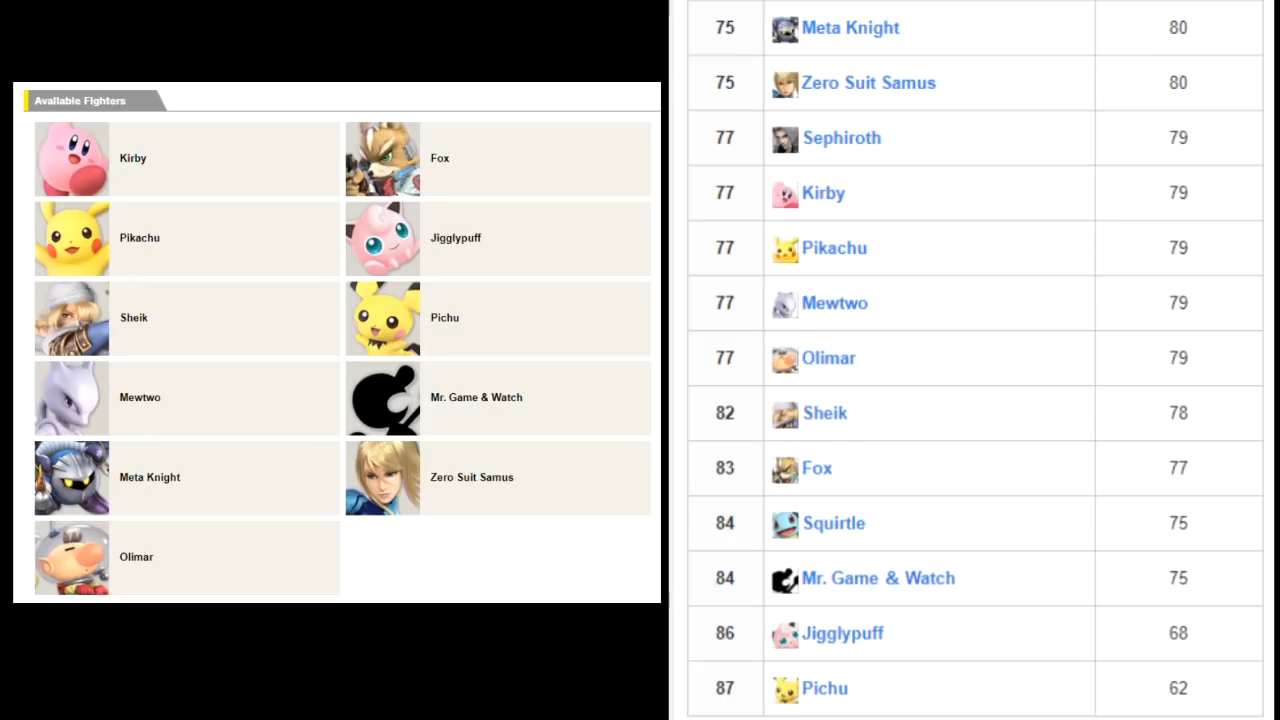 Available Fighters
Kirby
Fox
Pikachu
Jigglypuff
Sheik
Pichu
Mewtwo
Mr. Game & Watch
Meta Knight
Zero Suit Samus
Olimar
75 Meta Knight 80
75 Zero Suit Samus 80
77 Sephiroth 79
77 Kirby 79
77 Pikachu 79
77 Mewtwo 79
77 Olimar 79
82 Sheik 78
83 Fox 77
84 Squirtle 75
84 Mr. Game & Watch 75
86 Jigglypuff 68
87 Pichu 62